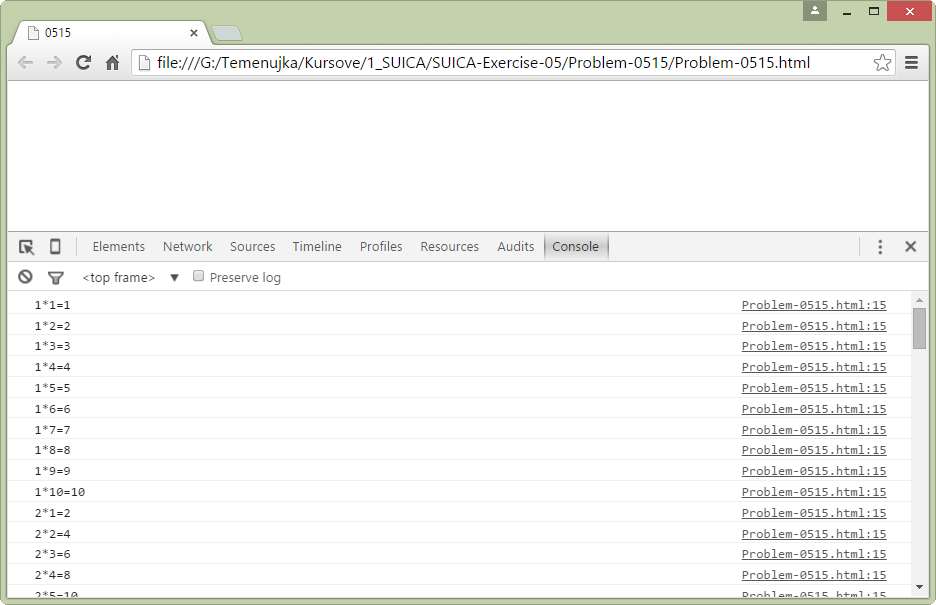 0515
file:///G:/Temenujka/Kursove/1_SUICA/SUICA-Exercise-05/Problem-0515/Problem-0515.html
Elements Network Sources Timeline Profiles Resources Audits Console
<top frame> ▼ Preserve log
1*1=1 Problem-0515.html:15
1*2=2 Problem-0515.html:15
1*3=3 Problem-0515.html:15
1*4=4 Problem-0515.html:15
1*5=5 Problem-0515.html:15
1*6=6 Problem-0515.html:15
1*7=7 Problem-0515.html:15
1*8=8 Problem-0515.html:15
1*9=9 Problem-0515.html:15
1*10=10 Problem-0515.html:15
2*1=2 Problem-0515.html:15
2*2=4 Problem-0515.html:15
2*3=6 Problem-0515.html:15
2*4=8 Problem-0515.html:15
2*5=10 Problem-0515.html:15